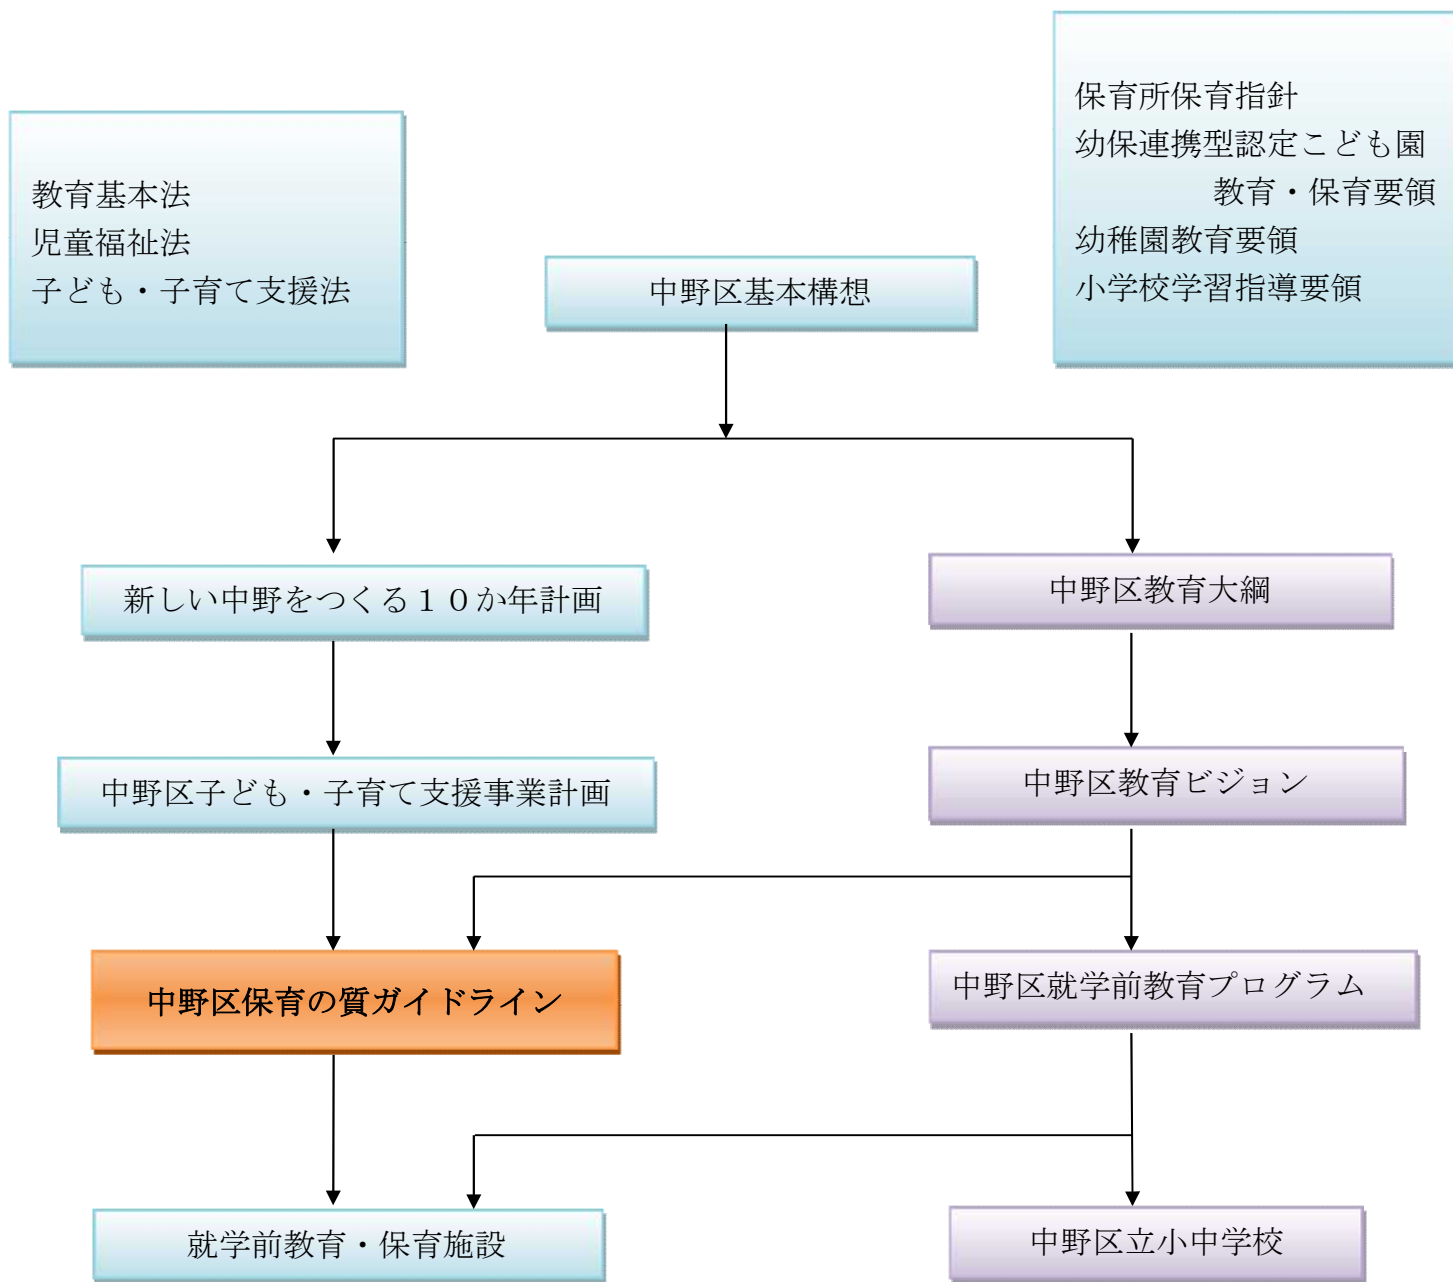 教育基本法
児童福祉法
子ども・子育て支援法
中野区基本構想
保育所保育指針
幼保連携型認定こども園
教育・保育要領
幼稚園教育要領
小学校学習指導要領
新しい中野をつくる１０か年計画
中野区教育大綱
中野区子ども・子育て支援事業計画
中野区教育ビジョン
中野区保育の質ガイドライン
中野区就学前教育プログラム
就学前教育・保育施設
中野区立小中学校